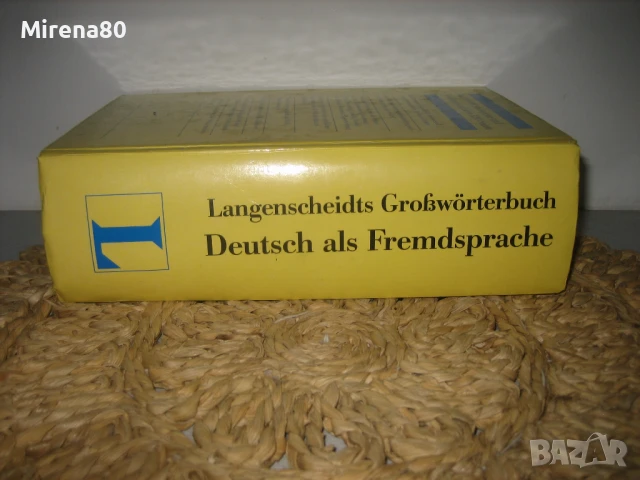 Mirena80
Langenscheidts Großwörterbuch
Deutsch als Fremdsprache
BAZAR